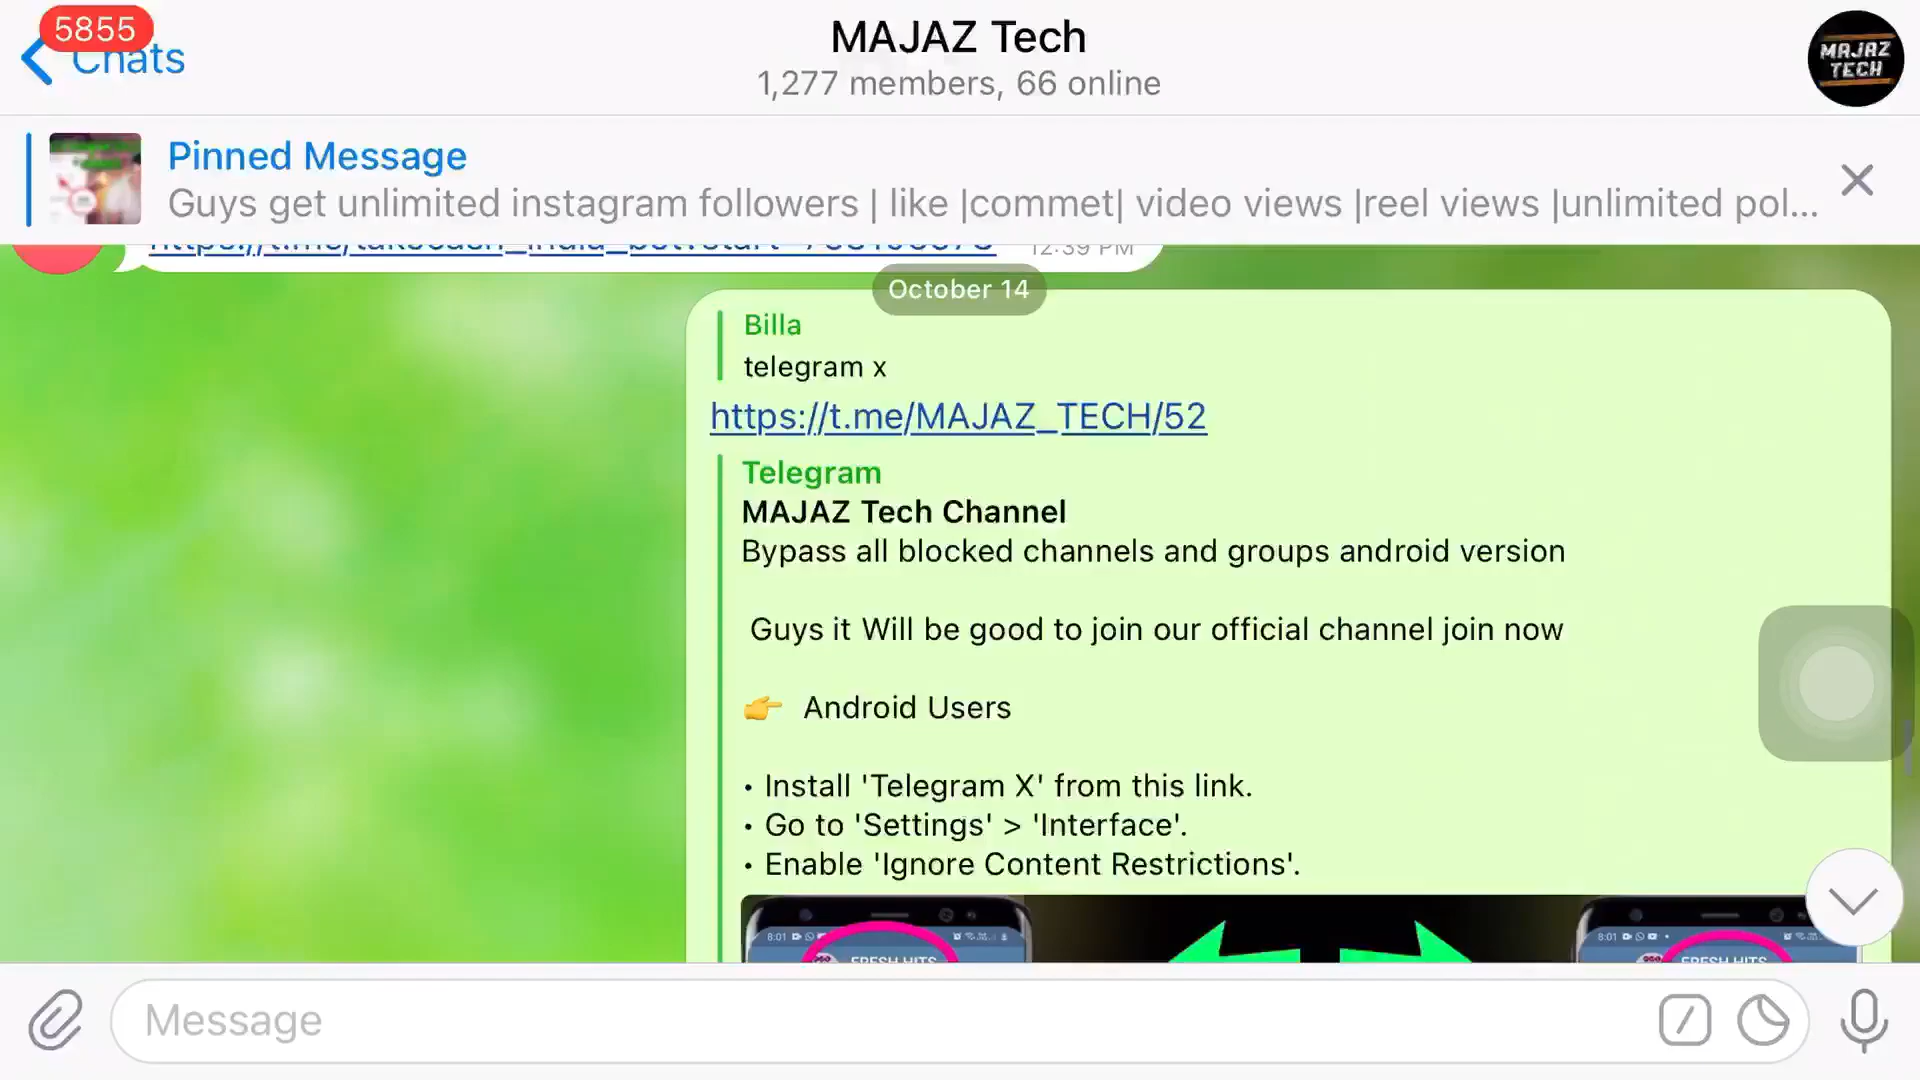 5855
Chats
MAJAZ Tech
1,277 members, 66 online
MAJAZ
TECH
Pinned Message
Guys get unlimited instagram followers | like |commet| video views |reel views |unlimited pol...
12:39 PM
October 14
Billa
telegram x
https://t.me/MAJAZ_TECH/52
Telegram
MAJAZ Tech Channel
Bypass all blocked channels and groups android version
Guys it Will be good to join our official channel join now
👉 Android Users
• Install 'Telegram X' from this link.
• Go to 'Settings' > 'Interface'.
• Enable 'Ignore Content Restrictions'.
8:01
8:01
FRESH HITS
FRESH HITS
Message